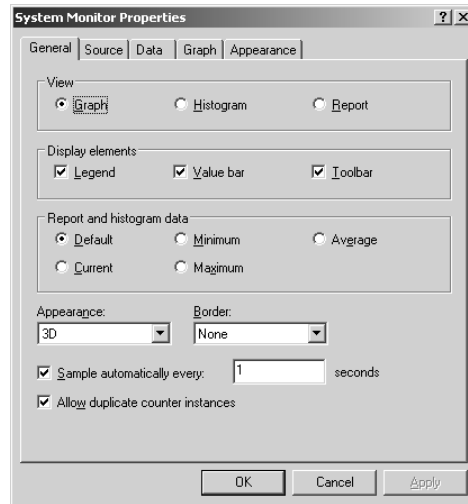 System Monitor Properties
General Source Data Graph Appearance
View
Graph Histogram Report
Display elements
Legend Value bar Toolbar
Report and histogram data
Default Minimum Average
Current Maximum
Appearance: Border:
3D None
Sample automatically every: 1 seconds
Allow duplicate counter instances
OK Cancel Apply